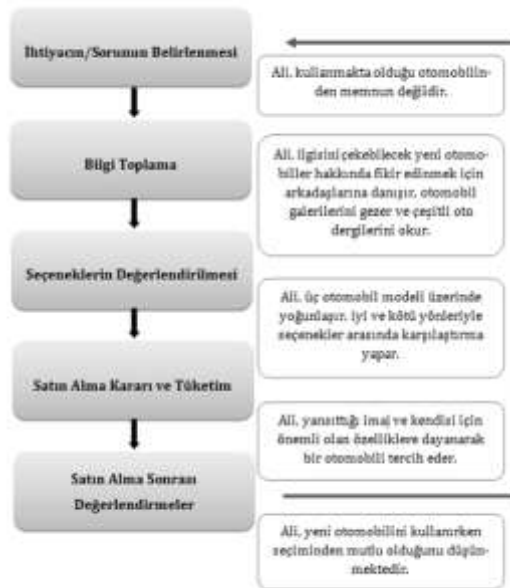 İhtiyacın/Sorunun Belirlenmesi
Ali, kullanmakta olduğu otomobilin-
den memnun değildir.
Bilgi Toplama
Ali, ilgisini çekebilecek yeni otomo-
biller hakkında fikir edinmek için
arkadaşlarına danışır, otomobil
galerilerini gezer ve çeşitli oto
dergilerini okur.
Seçeneklerin Değerlendirilmesi
Ali, üç otomobil modeli üzerinde
yoğunlaşır, iyi ve kötü yönleriyle
seçenekler arasında karşılaştırma
yapar.
Satın Alma Kararı ve Tüketim
Ali, yansıttığı imaj ve kendisi için
önemli olan özelliklere dayanarak
bir otomobili tercih eder.
Satın Alma Sonrası
Değerlendirmeler
Ali, yeni otomobilini kullanırken
seçiminden mutlu olduğunu düşün-
mektedir.